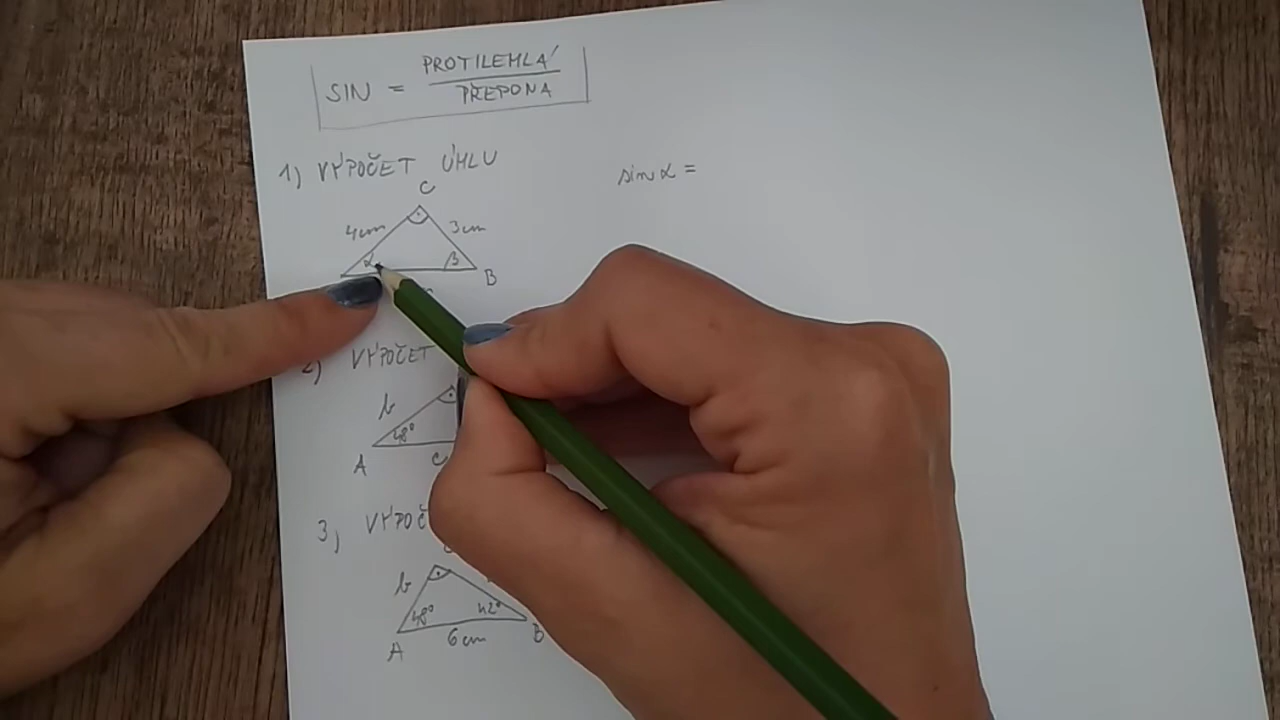 SIN = PROTILEHLÁ
PŘEPONA
1) VÝPOČET ÚHLU
sin α =
C
4cm 3cm
α β
B
2) VÝPOČET
b
48°
A
c
3) VÝPOČ
b
48° 42°
A 6cm B